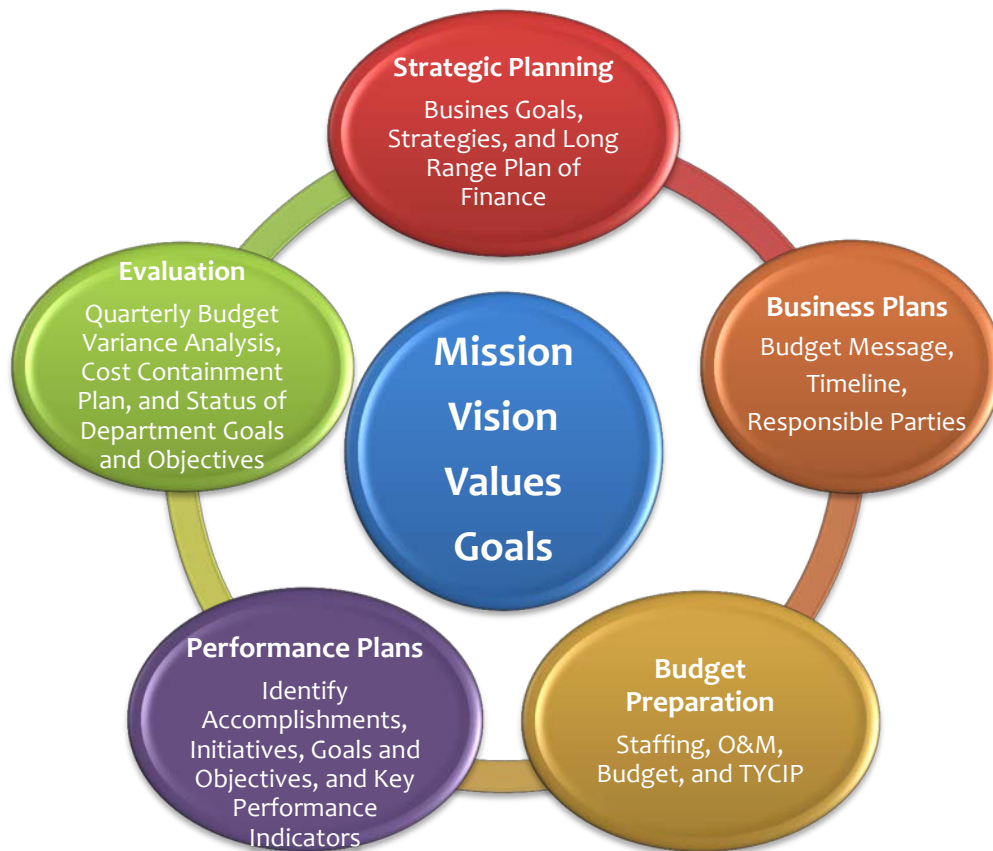 Strategic Planning
Busines Goals,
Strategies, and Long
Range Plan of
Finance
Business Plans
Budget Message,
Timeline,
Responsible Parties
Budget
Preparation
Staffing, O&M,
Budget, and TYCIP
Performance Plans
Identify
Accomplishments,
Initiatives, Goals and
Objectives, and Key
Performance
Indicators
Evaluation
Quarterly Budget
Variance Analysis,
Cost Containment
Plan, and Status of
Department Goals
and Objectives
Mission
Vision
Values
Goals